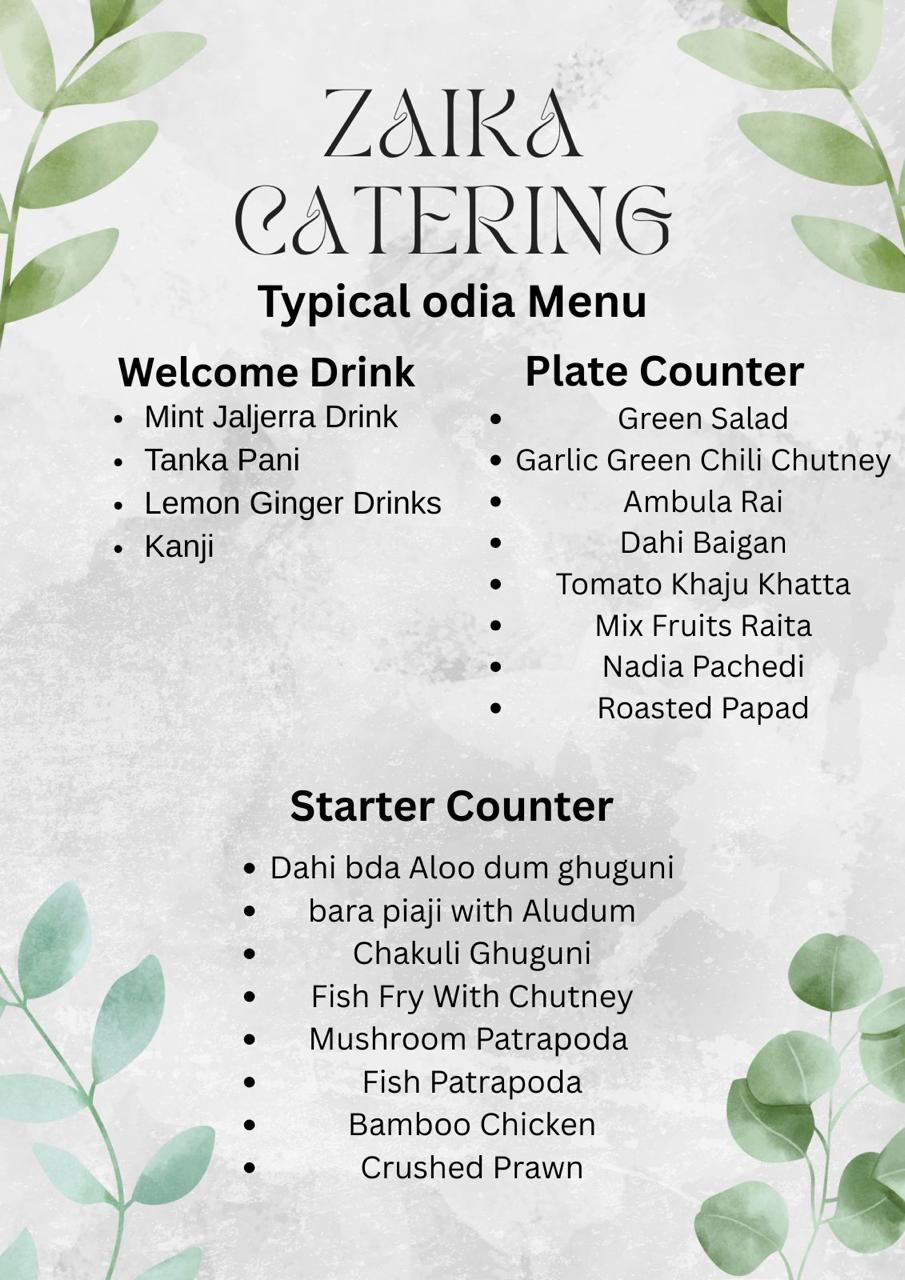 ZAIKA
CATERING
Typical odia Menu
Welcome Drink
• Mint Jaljerra Drink
• Tanka Pani
• Lemon Ginger Drinks
• Kanji
Plate Counter
• Green Salad
• Garlic Green Chili Chutney
• Ambula Rai
• Dahi Baigan
• Tomato Khaju Khatta
• Mix Fruits Raita
• Nadia Pachedi
• Roasted Papad
Starter Counter
• Dahi bda Aloo dum ghuguni
• bara piaji with Aludum
• Chakuli Ghuguni
• Fish Fry With Chutney
• Mushroom Patrapoda
• Fish Patrapoda
• Bamboo Chicken
• Crushed Prawn